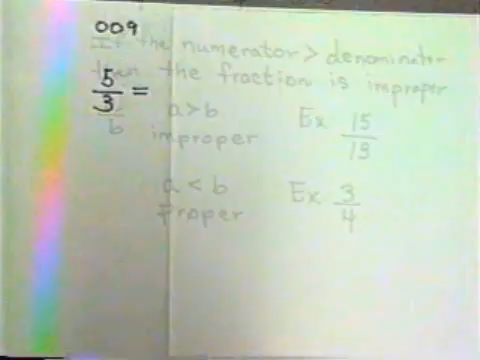 009
If the numerator > denominator
then the fraction is improper
5/3 =
a > b Ex 15/13
b improper
a < b Ex 3/4
proper